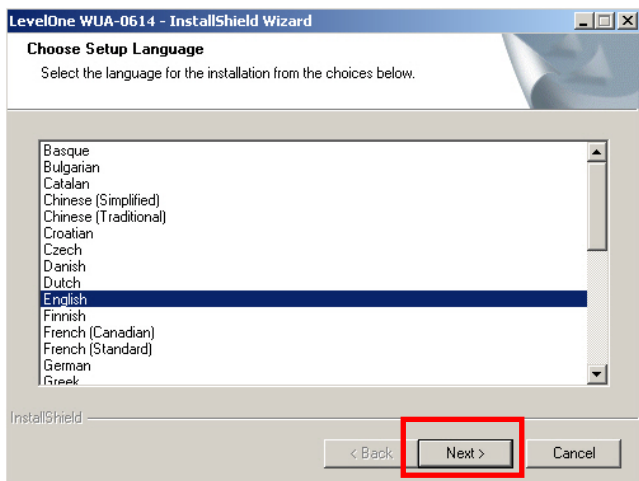 LevelOne WUA-0614 - InstallShield Wizard
Choose Setup Language
Select the language for the installation from the choices below.
Basque
Bulgarian
Catalan
Chinese (Simplified)
Chinese (Traditional)
Croatian
Czech
Danish
Dutch
English
Finnish
French (Canadian)
French (Standard)
German
Greek
InstallShield
< Back
Next >
Cancel